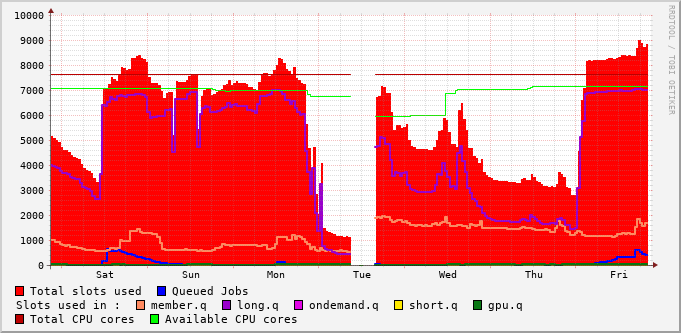 RRDTOOL / TOBI OETIKER
10000
9000
8000
7000
6000
5000
4000
3000
2000
1000
0
Sat Sun Mon Tue Wed Thu Fri
Total slots used Queued Jobs
Slots used in : member.q long.q ondemand.q short.q gpu.q
Total CPU cores Available CPU cores